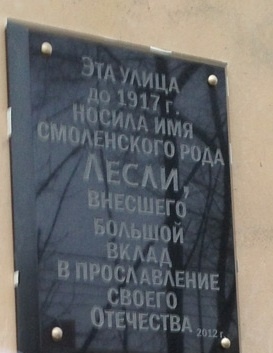 Эта улица
до 1917 г.
носила имя
смоленского рода
Лесли,
внесшего
большой
вклад
в прославление
своего
Отечества
2012 г.